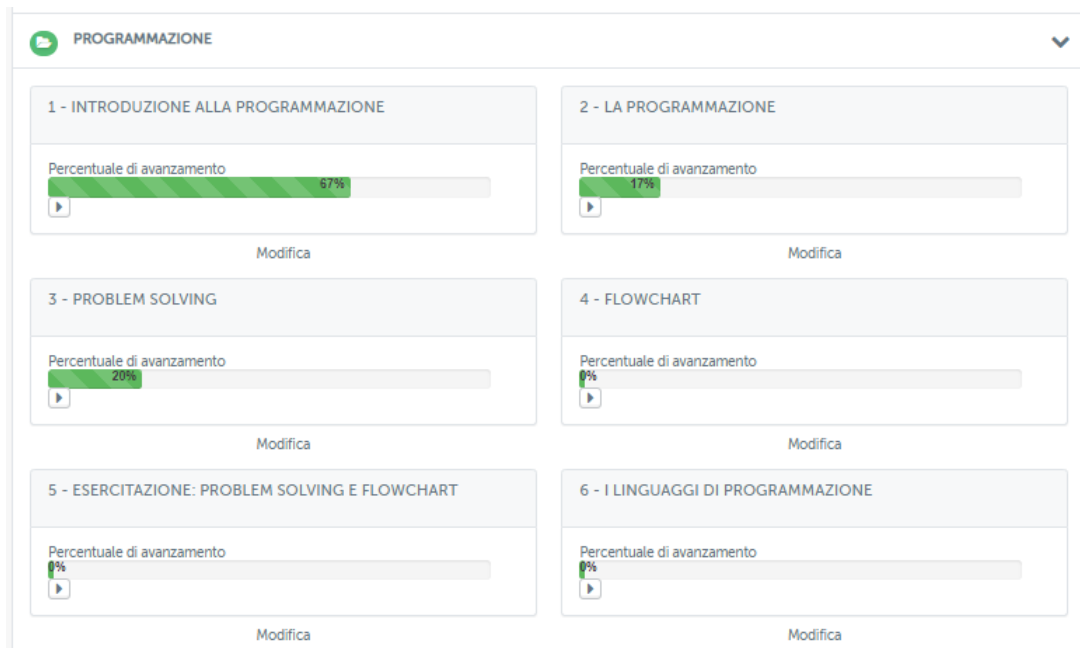 PROGRAMMAZIONE
1 - INTRODUZIONE ALLA PROGRAMMAZIONE
Percentuale di avanzamento
67%
Modifica
2 - LA PROGRAMMAZIONE
Percentuale di avanzamento
17%
Modifica
3 - PROBLEM SOLVING
Percentuale di avanzamento
20%
Modifica
4 - FLOWCHART
Percentuale di avanzamento
0%
Modifica
5 - ESERCITAZIONE: PROBLEM SOLVING E FLOWCHART
Percentuale di avanzamento
0%
Modifica
6 - I LINGUAGGI DI PROGRAMMAZIONE
Percentuale di avanzamento
0%
Modifica